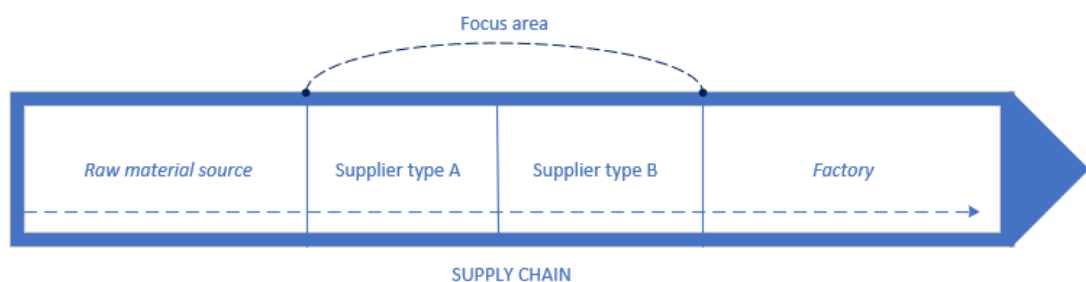 Focus area
Raw material source
Supplier type A
Supplier type B
Factory
SUPPLY CHAIN